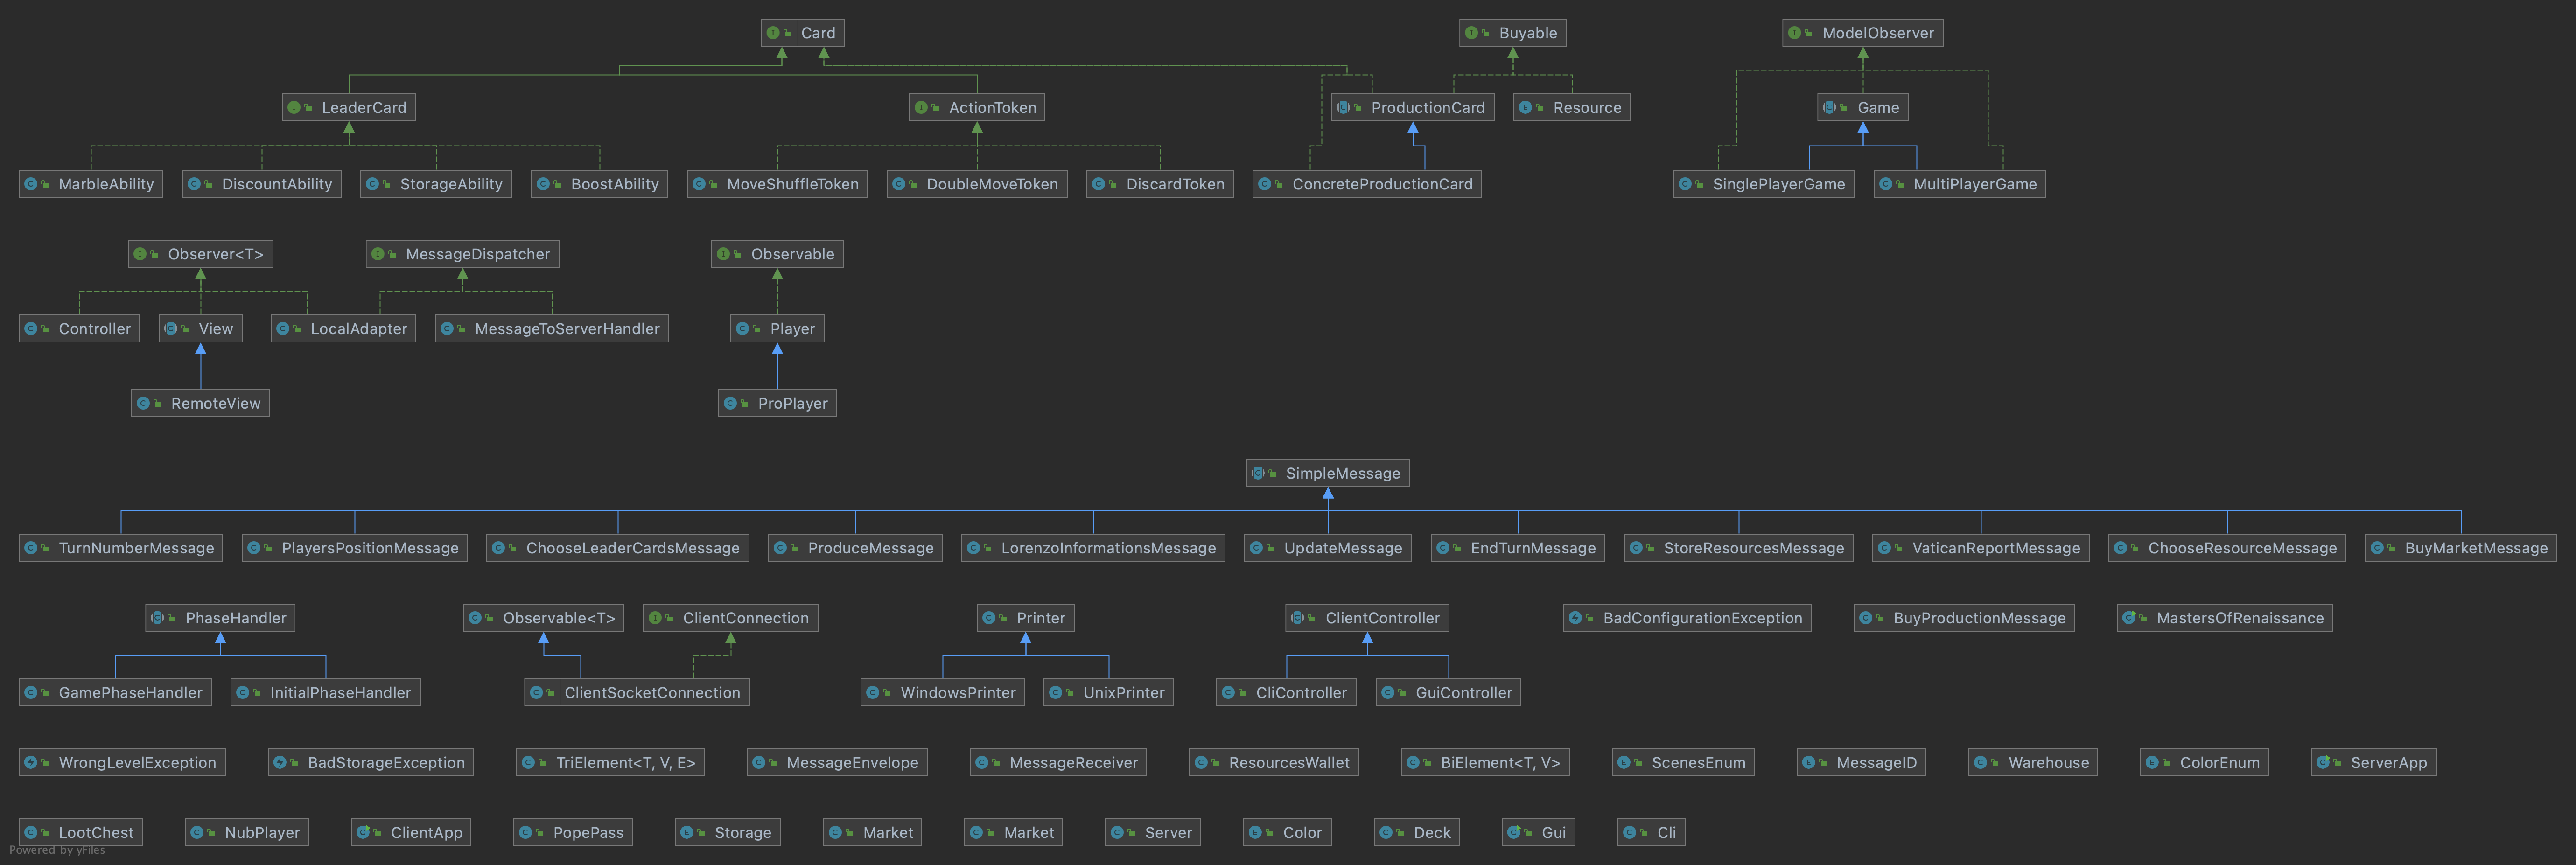 Card Buyable ModelObserver
LeaderCard ActionToken ProductionCard Resource Game
MarbleAbility DiscountAbility StorageAbility BoostAbility MoveShuffleToken DoubleMoveToken DiscardToken ConcreteProductionCard SinglePlayerGame MultiPlayerGame
Observer<T> MessageDispatcher Observable
Controller View LocalAdapter MessageToServerHandler Player
RemoteView ProPlayer
SimpleMessage
TurnNumberMessage PlayersPositionMessage ChooseLeaderCardsMessage ProduceMessage LorenzoInformationsMessage UpdateMessage EndTurnMessage StoreResourcesMessage VaticanReportMessage ChooseResourceMessage BuyMarketMessage
PhaseHandler Observable<T> ClientConnection Printer ClientController BadConfigurationException BuyProductionMessage MastersOfRenaissance
GamePhaseHandler InitialPhaseHandler ClientSocketConnection WindowsPrinter UnixPrinter CliController GuiController
WrongLevelException BadStorageException TriElement<T, V, E> MessageEnvelope MessageReceiver ResourcesWallet BiElement<T, V> ScenesEnum MessageID Warehouse ColorEnum ServerApp
LootChest NubPlayer ClientApp PopePass Storage Market Market Server Color Deck Gui Cli
Powered by yFiles